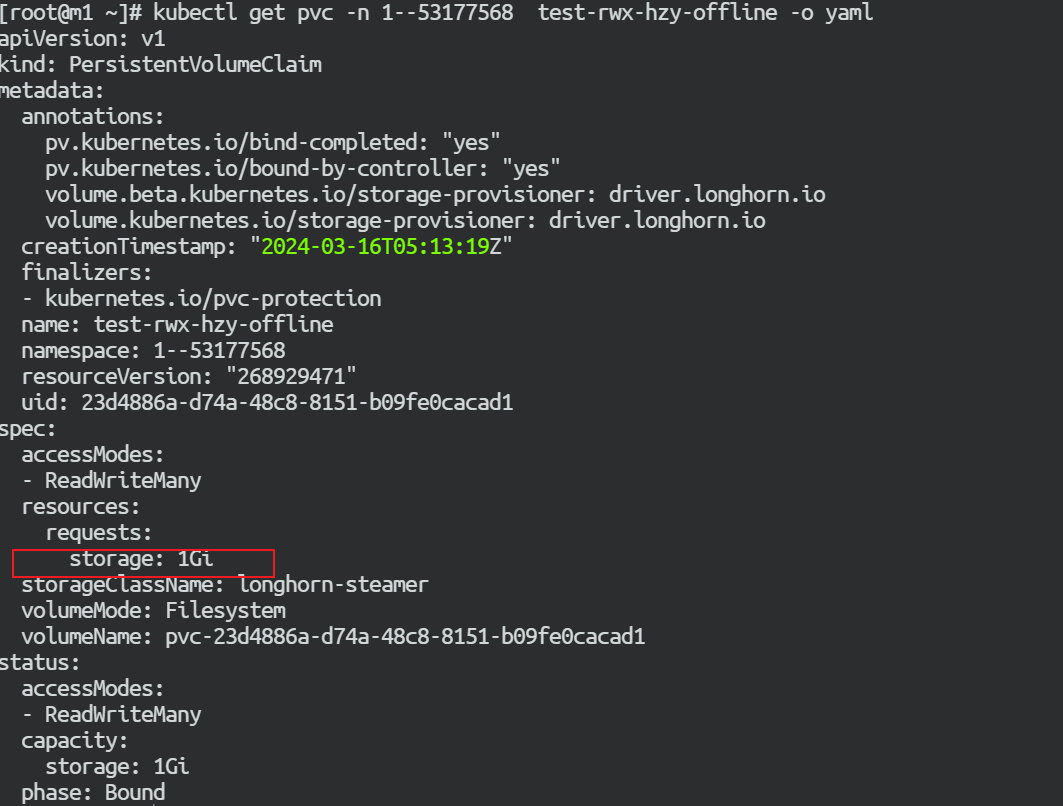 [root@m1 ~]# kubectl get pvc -n 1--53177568  test-rwx-hzy-offline -o yaml
apiVersion: v1
kind: PersistentVolumeClaim
metadata:
  annotations:
    pv.kubernetes.io/bind-completed: "yes"
    pv.kubernetes.io/bound-by-controller: "yes"
    volume.beta.kubernetes.io/storage-provisioner: driver.longhorn.io
    volume.kubernetes.io/storage-provisioner: driver.longhorn.io
  creationTimestamp: "2024-03-16T05:13:19Z"
  finalizers:
  - kubernetes.io/pvc-protection
  name: test-rwx-hzy-offline
  namespace: 1--53177568
  resourceVersion: "268929471"
  uid: 23d4886a-d74a-48c8-8151-b09fe0cacad1
spec:
  accessModes:
  - ReadWriteMany
  resources:
    requests:
      storage: 1Gi
  storageClassName: longhorn-steamer
  volumeMode: Filesystem
  volumeName: pvc-23d4886a-d74a-48c8-8151-b09fe0cacad1
status:
  accessModes:
  - ReadWriteMany
  capacity:
    storage: 1Gi
  phase: Bound